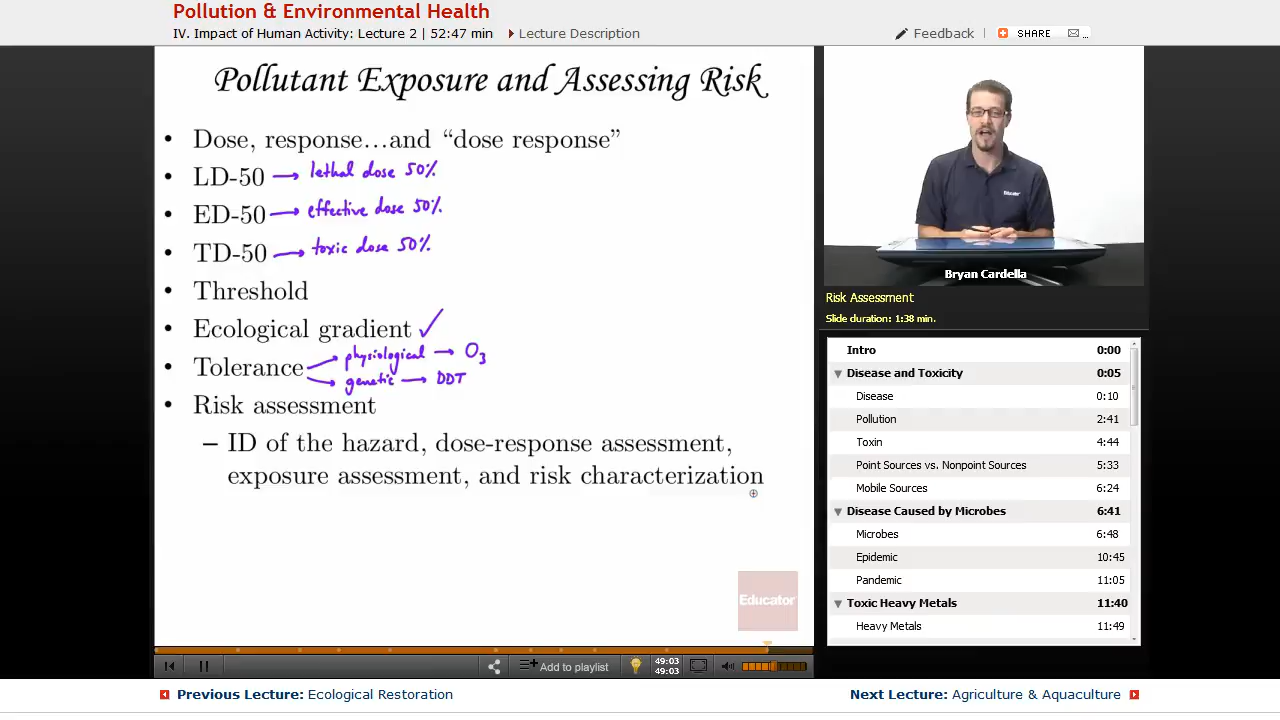 Pollution & Environmental Health
IV. Impact of Human Activity: Lecture 2 | 52:47 min
Lecture Description
Feedback
SHARE
Pollutant Exposure and Assessing Risk
• Dose, response…and “dose response”
• LD-50 → lethal dose 50%
• ED-50 → effective dose 50%
• TD-50 → toxic dose 50%
• Threshold
• Ecological gradient ✓
• Tolerance → physiological → O₃
→ genetic → DDT
• Risk assessment
– ID of the hazard, dose-response assessment,
exposure assessment, and risk characterization
Educator
Educator
Bryan Cardella
Risk Assessment
Slide duration: 1:38 min.
Intro 0:00
Disease and Toxicity 0:05
Disease 0:10
Pollution 2:41
Toxin 4:44
Point Sources vs. Nonpoint Sources 5:33
Mobile Sources 6:24
Disease Caused by Microbes 6:41
Microbes 6:48
Epidemic 10:45
Pandemic 11:05
Toxic Heavy Metals 11:40
Heavy Metals 11:49
Add to playlist
49:03
49:03
Previous Lecture: Ecological Restoration
Next Lecture: Agriculture & Aquaculture